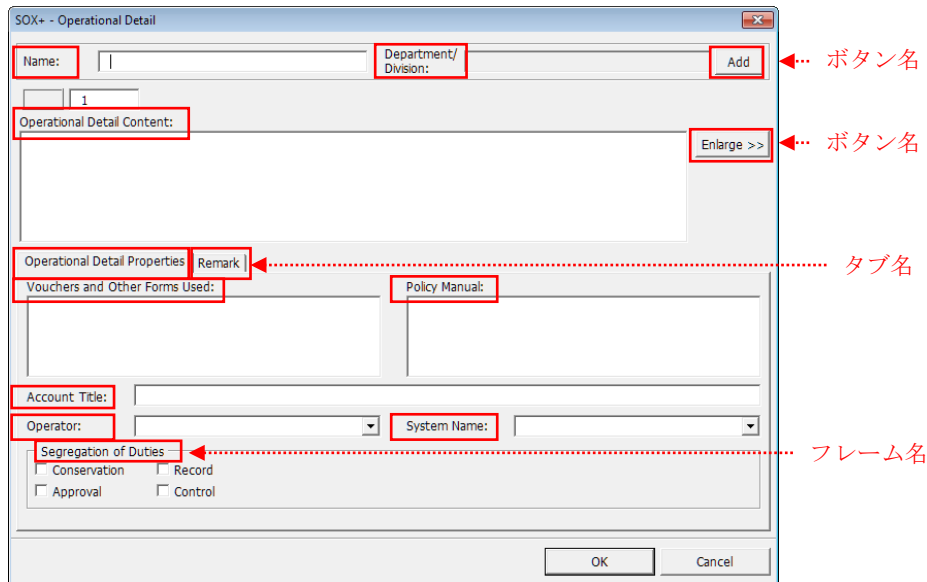 SOX+ - Operational Detail
Name:
Department/
Division:
Add
ボタン名
1
Operational Detail Content:
Enlarge >>
ボタン名
Operational Detail Properties
Remark
タブ名
Vouchers and Other Forms Used:
Policy Manual:
Account Title:
Operator:
System Name:
Segregation of Duties
フレーム名
Conservation
Record
Approval
Control
OK
Cancel